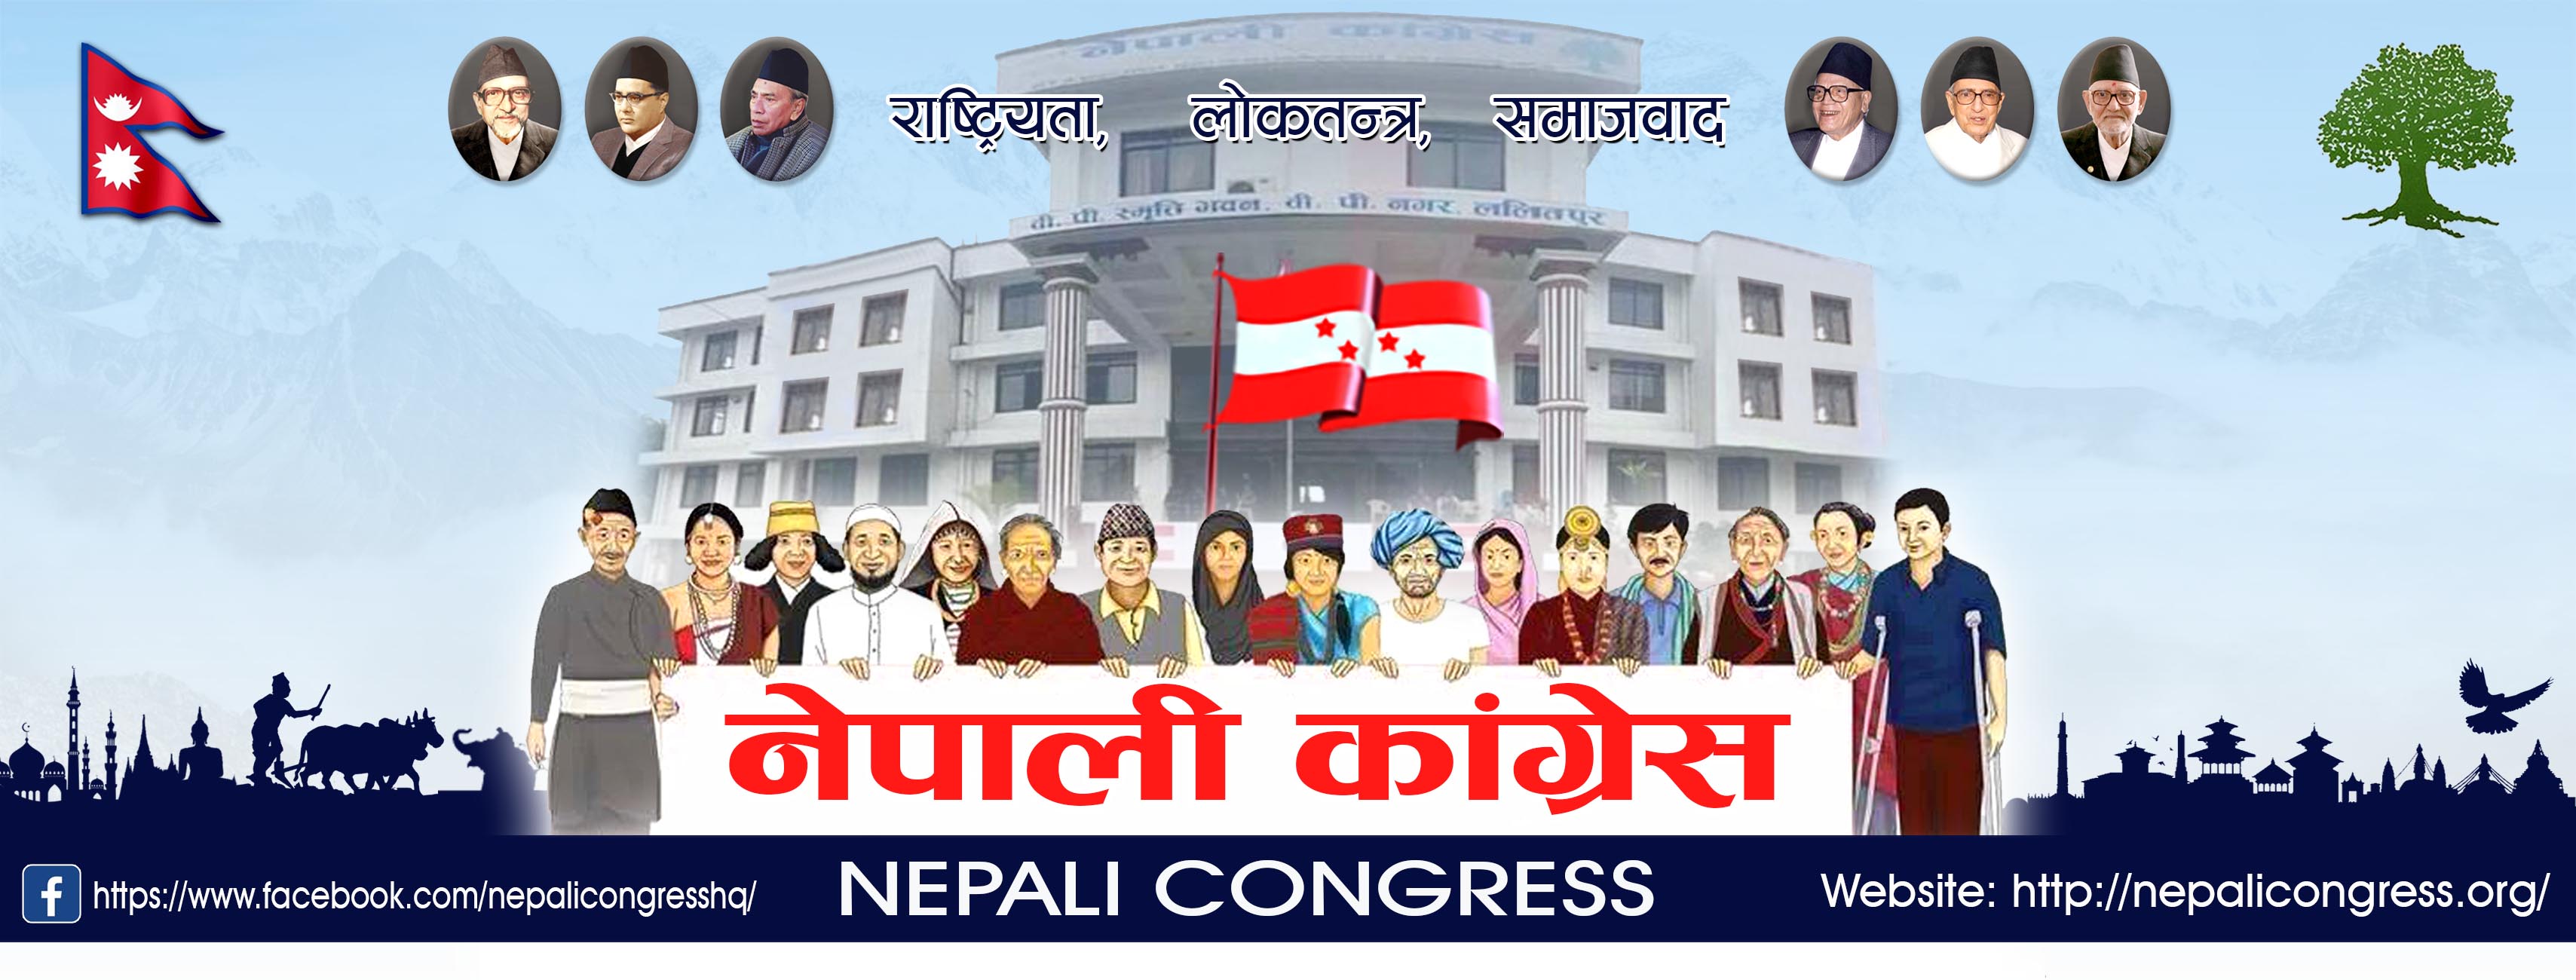 नेपाली कांग्रेस
राष्ट्रियता, लोकतन्त्र, समाजवाद
वी. पी. स्मृति भवन. वी. पी. नगर. ललितपुर
नेपाली कांग्रेस
https://www.facebook.com/nepalicongresshq/
NEPALI CONGRESS
Website: http://nepalicongress.org/